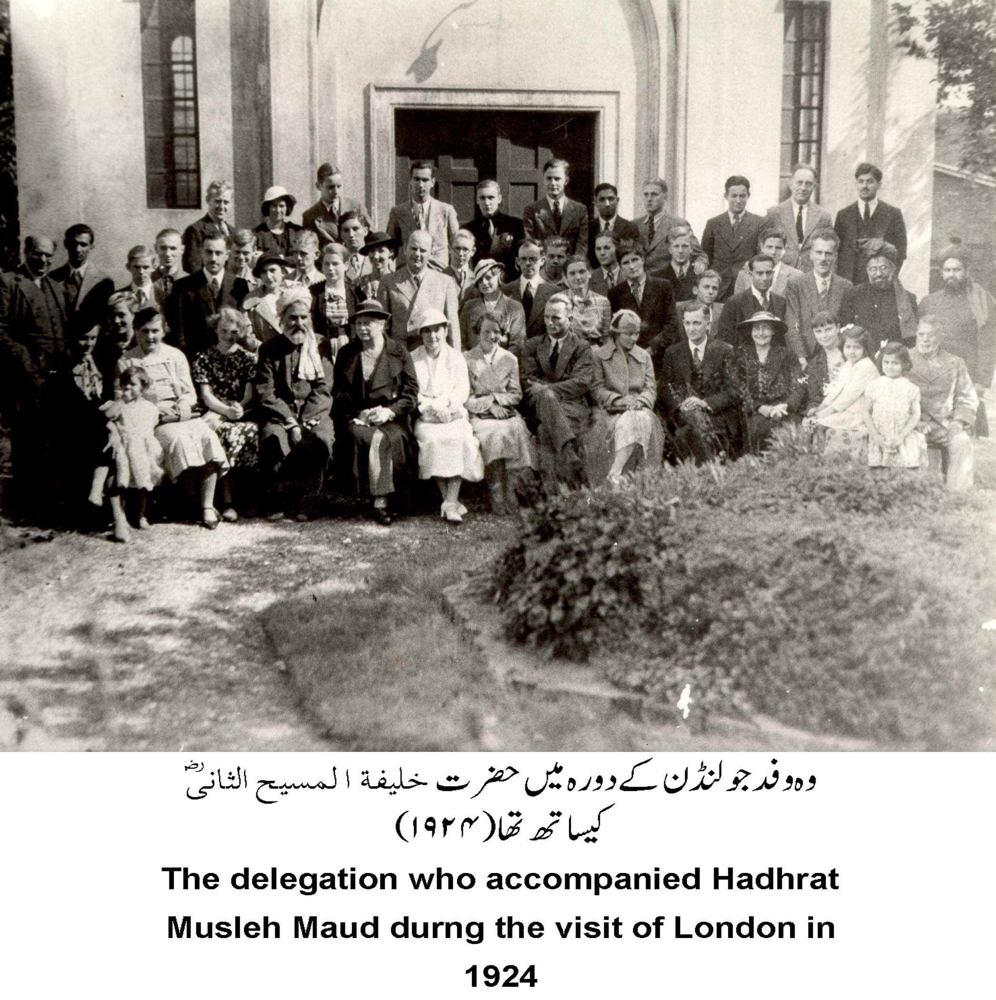 وہ وفد جو لنڈن کے دورہ میں حضرت خلیفة المسیح الثانیؓ
کیساتھ تھا (۱۹۲۴)
The delegation who accompanied Hadhrat
Musleh Maud durng the visit of London in
1924